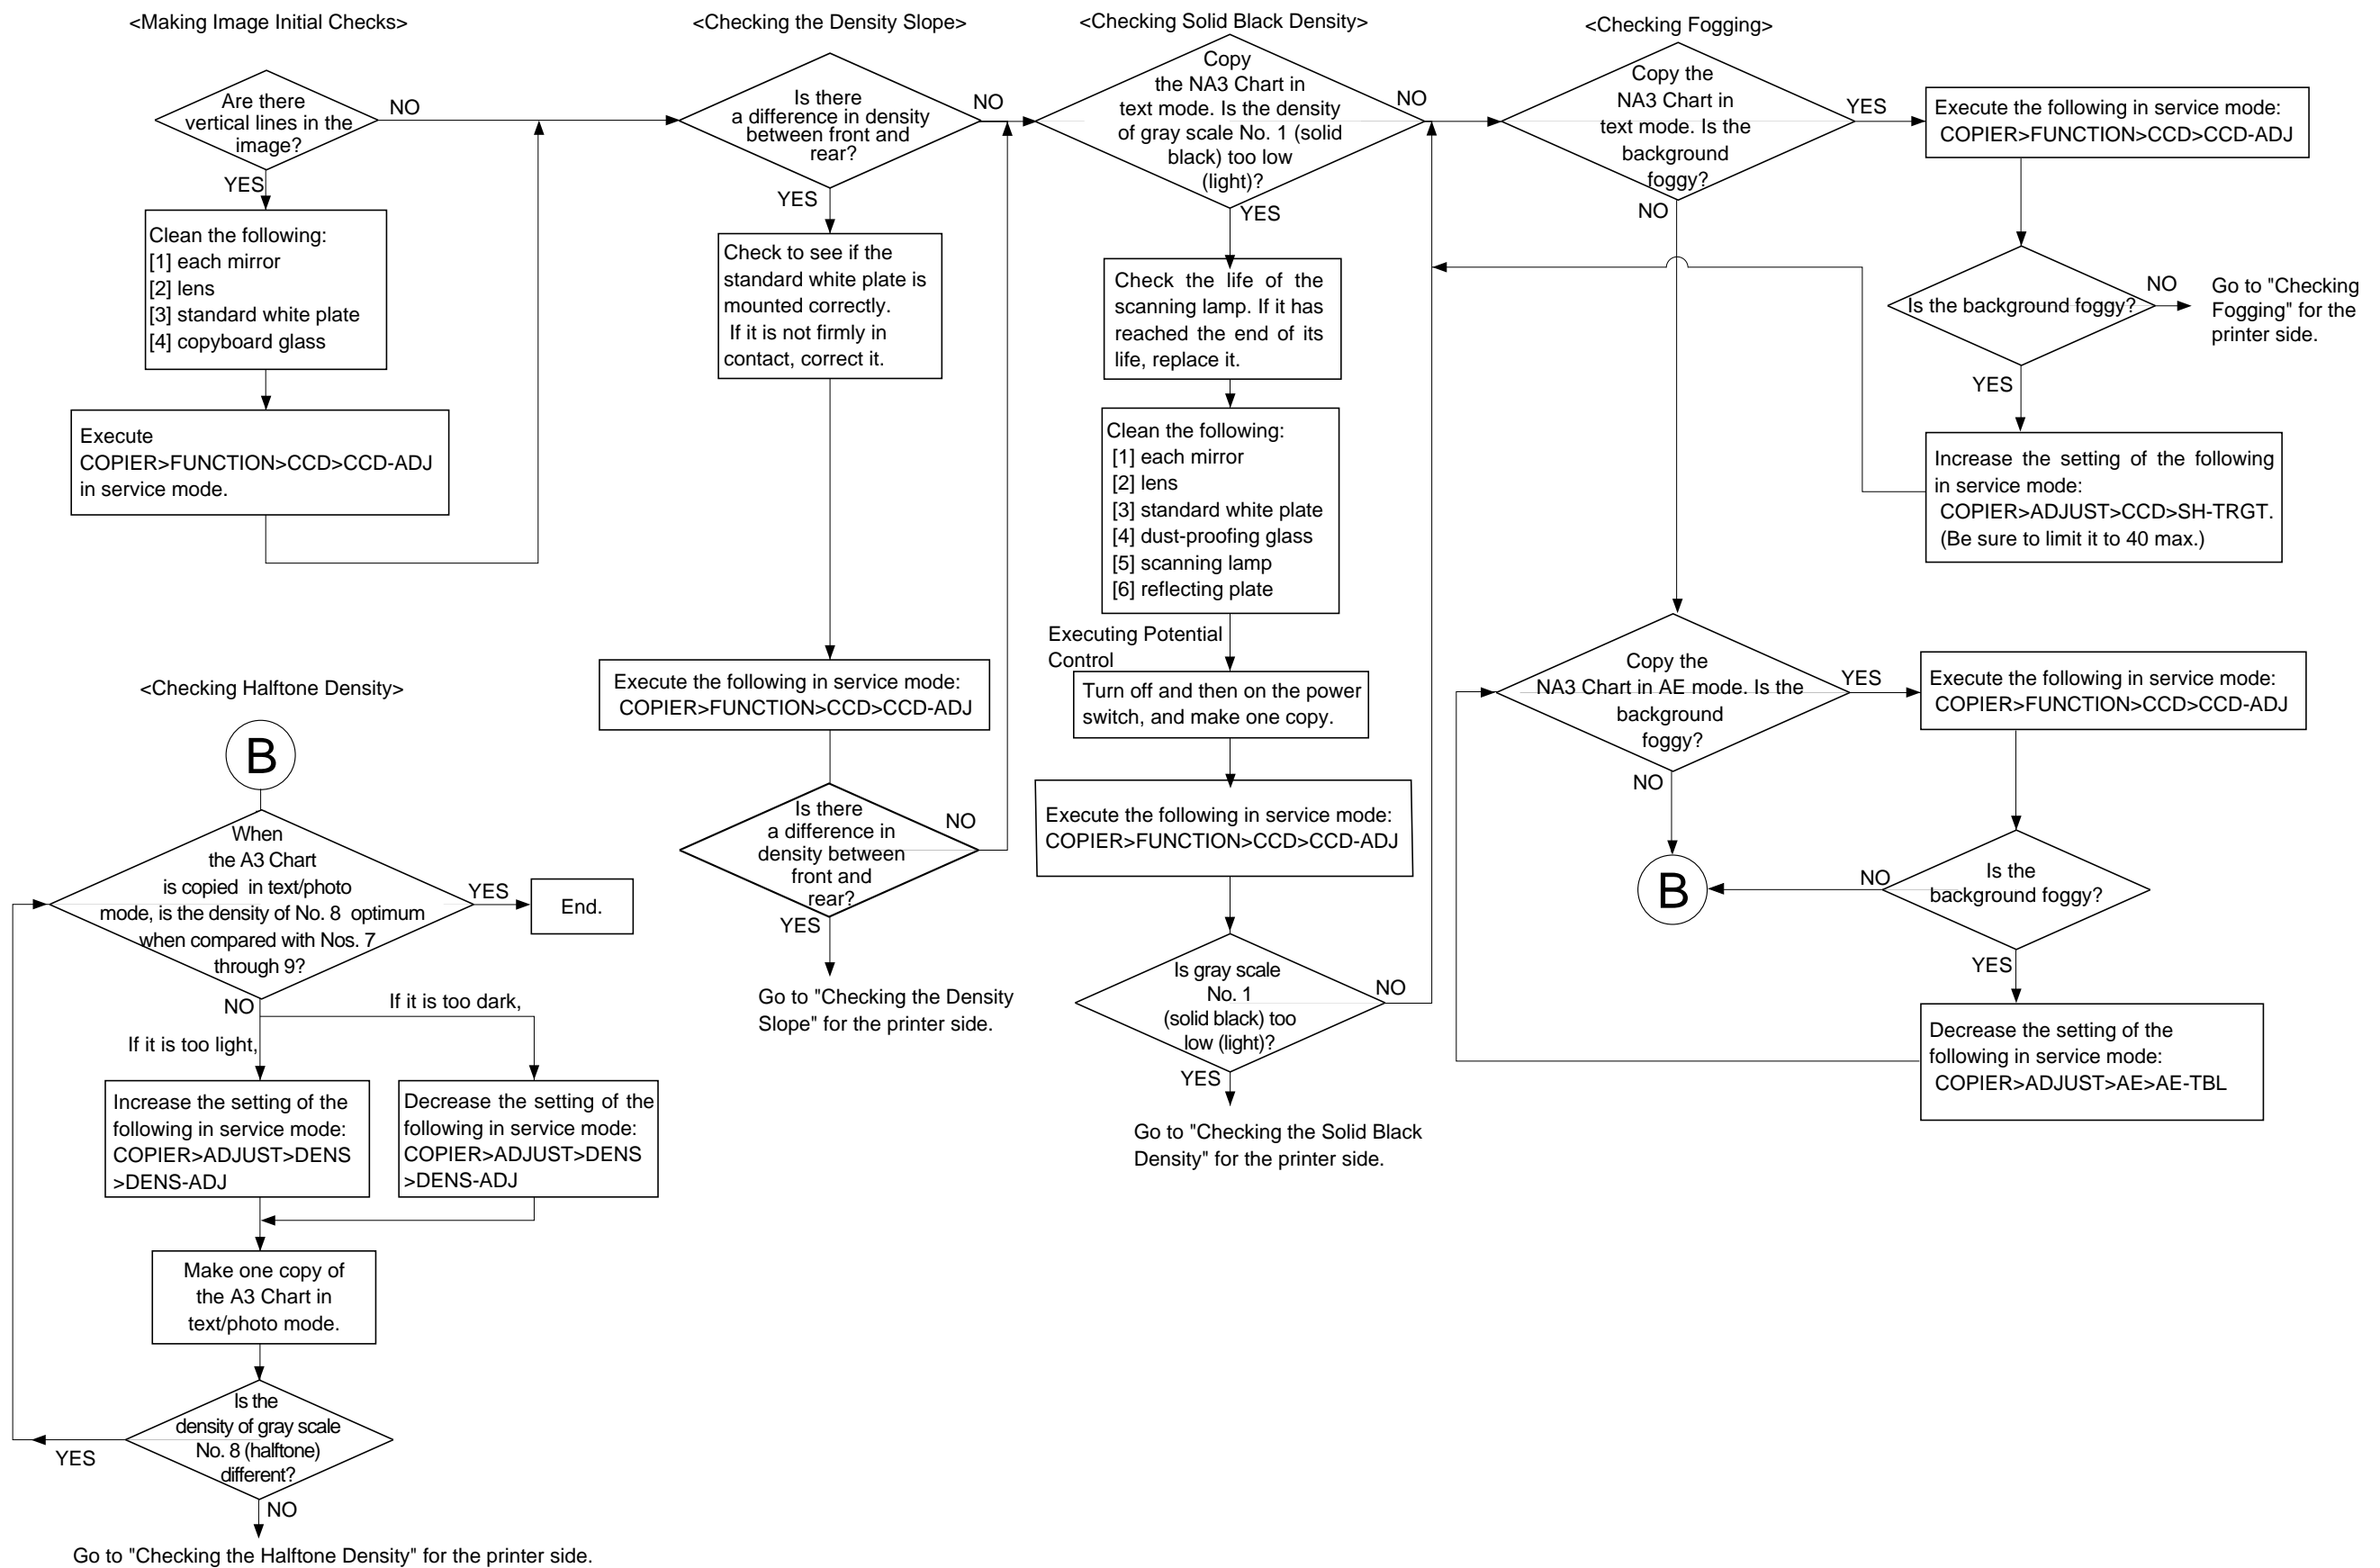 <Making Image Initial Checks>
Are there
vertical lines in the
image?
NO
YES
Clean the following:
[1] each mirror
[2] lens
[3] standard white plate
[4] copyboard glass
Execute
COPIER>FUNCTION>CCD>CCD-ADJ
in service mode.
<Checking the Density Slope>
Is there
a difference in density
between front and
rear?
NO
YES
Check to see if the
standard white plate is
mounted correctly.
If it is not firmly in
contact, correct it.
Execute the following in service mode:
COPIER>FUNCTION>CCD>CCD-ADJ
Is there
a difference in
density between
front and
rear?
NO
YES
Go to "Checking the Density
Slope" for the printer side.
<Checking Solid Black Density>
Copy
the NA3 Chart in
text mode. Is the density
of gray scale No. 1 (solid
black) too low
(light)?
NO
YES
Check the life of the
scanning lamp. If it has
reached the end of its
life, replace it.
Clean the following:
[1] each mirror
[2] lens
[3] standard white plate
[4] dust-proofing glass
[5] scanning lamp
[6] reflecting plate
Executing Potential
Control
Turn off and then on the power
switch, and make one copy.
Execute the following in service mode:
COPIER>FUNCTION>CCD>CCD-ADJ
Is gray scale
No. 1
(solid black) too
low (light)?
NO
YES
Go to "Checking the Solid Black
Density" for the printer side.
<Checking Fogging>
Copy the
NA3 Chart in
text mode. Is the
background
foggy?
YES
NO
Execute the following in service mode:
COPIER>FUNCTION>CCD>CCD-ADJ
Is the background foggy?
NO
Go to "Checking
Fogging" for the
printer side.
YES
Increase the setting of the following
in service mode:
COPIER>ADJUST>CCD>SH-TRGT.
(Be sure to limit it to 40 max.)
Copy the
NA3 Chart in AE mode. Is the
background
foggy?
YES
NO
B
Execute the following in service mode:
COPIER>FUNCTION>CCD>CCD-ADJ
Is the
background foggy?
NO
YES
Decrease the setting of the
following in service mode:
COPIER>ADJUST>AE>AE-TBL
<Checking Halftone Density>
B
When
the A3 Chart
is copied in text/photo
mode, is the density of No. 8 optimum
when compared with Nos. 7
through 9?
YES
End.
NO
If it is too dark,
If it is too light,
Increase the setting of the
following in service mode:
COPIER>ADJUST>DENS
>DENS-ADJ
Decrease the setting of the
following in service mode:
COPIER>ADJUST>DENS
>DENS-ADJ
Make one copy of
the A3 Chart in
text/photo mode.
Is the
density of gray scale
No. 8 (halftone)
different?
YES
NO
Go to "Checking the Halftone Density" for the printer side.